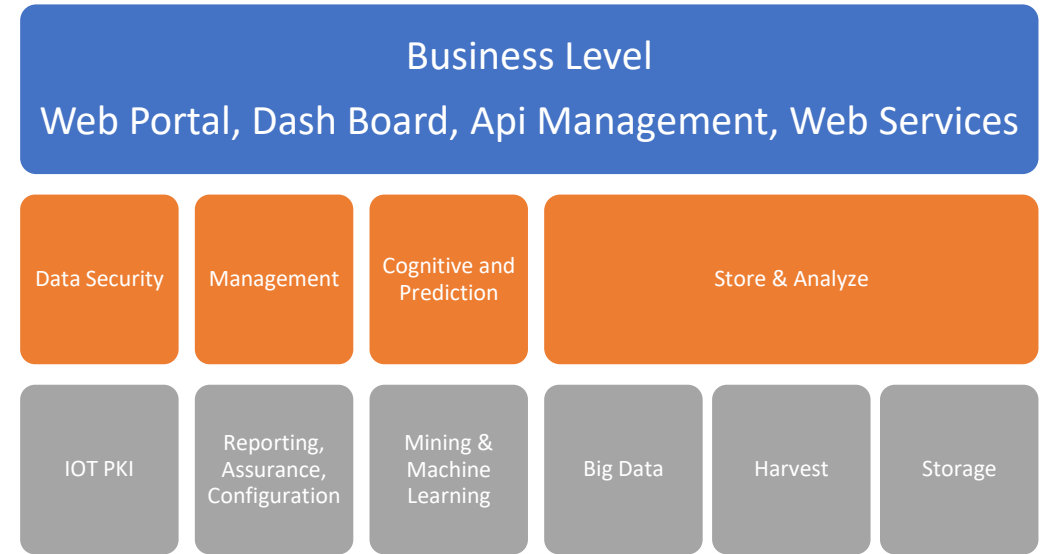 Business Level
Web Portal, Dash Board, Api Management, Web Services
Data Security
Management
Cognitive and
Prediction
Store & Analyze
IOT PKI
Reporting,
Assurance,
Configuration
Mining &
Machine
Learning
Big Data
Harvest
Storage